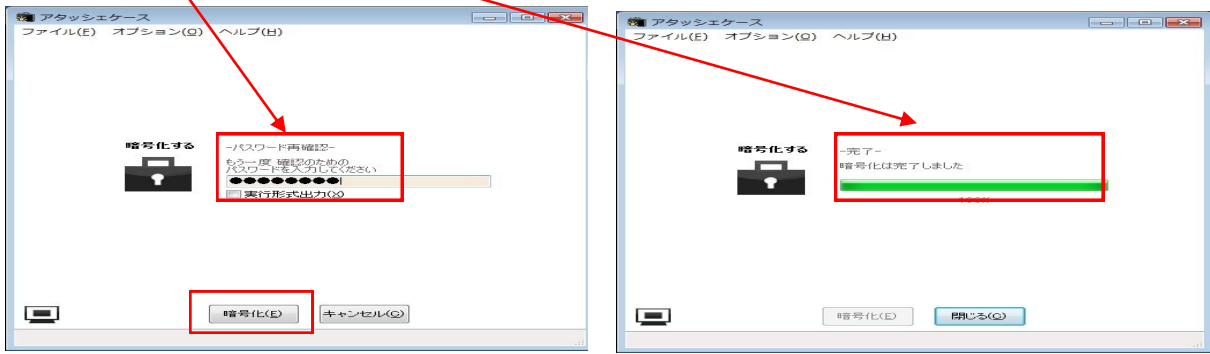 アタッシェケース
ファイル(F) オプション(O) ヘルプ(H)
暗号化する
-パスワード再確認-
もう一度、確認のための
パスワードを入力してください
●●●●●●●●
実行形式出力(X)
暗号化(E)
キャンセル(C)
アタッシェケース
ファイル(F) オプション(O) ヘルプ(H)
暗号化する
-完了-
暗号化は完了しました
100%
暗号化(E)
閉じる(C)